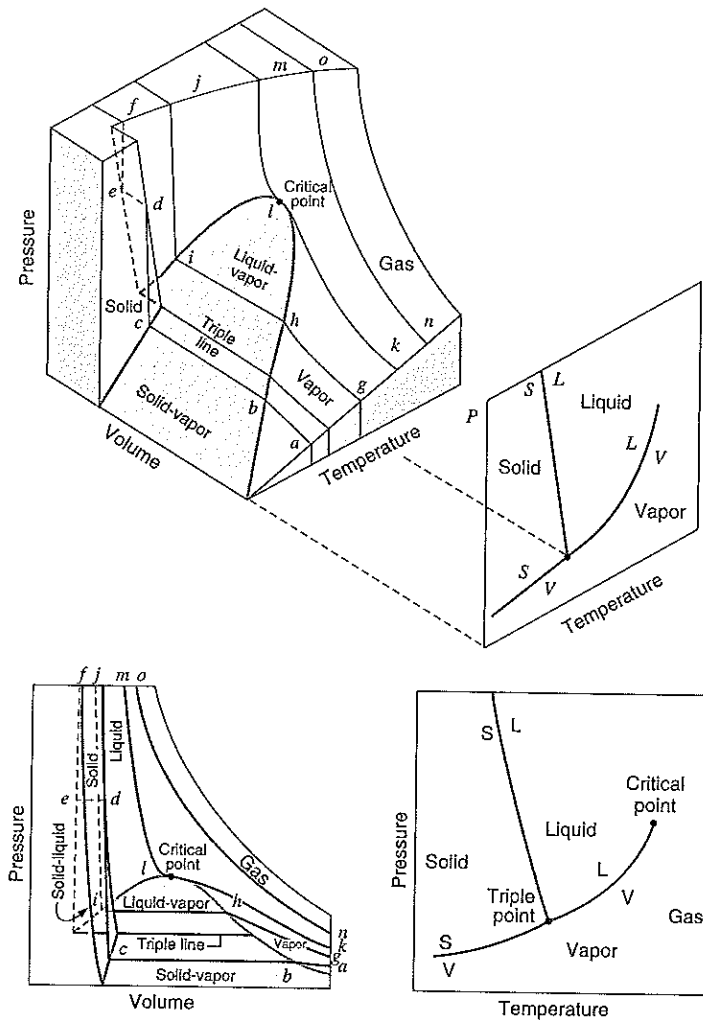 o
m
j
f
Critical
point
e
d
l
Pressure
i
Liquid-
vapor
Gas
Solid
h
n
c
Triple
line
k
Vapor
g
b
Solid-vapor
a
Volume
Temperature
S
L
P
Liquid
L
Solid
V
Vapor
S
V
Temperature
f
j
m
o
Liquid
Solid
e
d
Pressure
Solid-liquid
Critical
point
l
Gas
i
h
Liquid-vapor
n
Triple line
Vapor
k
c
g
a
Solid-vapor
b
Volume
S
L
Critical
point
Pressure
Liquid
Solid
L
Triple
point
V
Gas
S
V
Vapor
Temperature